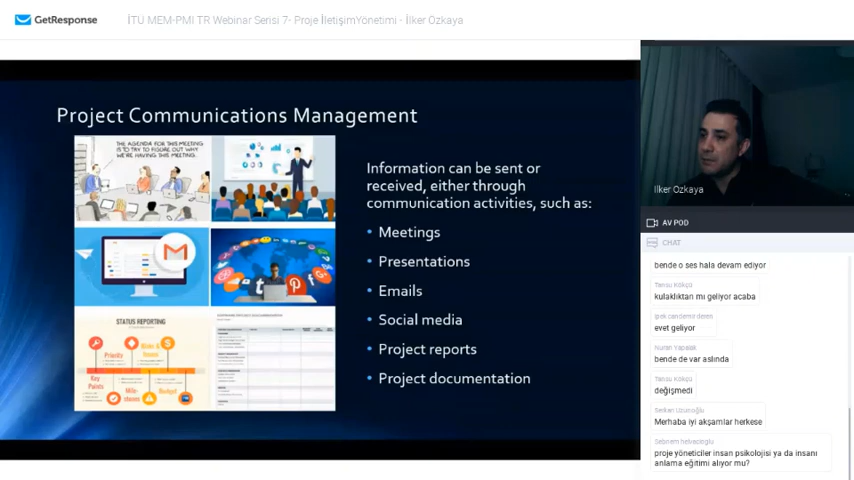 GetResponse
İTÜ MEM-PMI TR Webinar Serisi 7- Proje İletişimYönetimi - İlker Ozkaya
Project Communications Management
THE AGENDA FOR THIS MEETING
IS TO TRY TO FIGURE OUT WHY
WE'RE HAVING THIS MEETING.
STATUS REPORTING
Priority
Key
Points
Budget
Information can be sent or
received, either through
communication activities, such as:
• Meetings
• Presentations
• Emails
• Social media
• Project reports
• Project documentation
Ilker Ozkaya
AV POD
CHAT
bende o ses hala devam ediyor
Tansu Kökçü
kulaklıktan mı geliyor acaba
ipek candemir deren
evet geliyor
Nuran Yapalak
bende de var aslında
Tansu Kökçü
değişmedi
Serkan Uzunoğlu
Merhaba iyi akşamlar herkese
Sebnem helvacioglu
proje yöneticiler insan psikolojisi ya da insanı
anlama eğitimi alıyor mu?